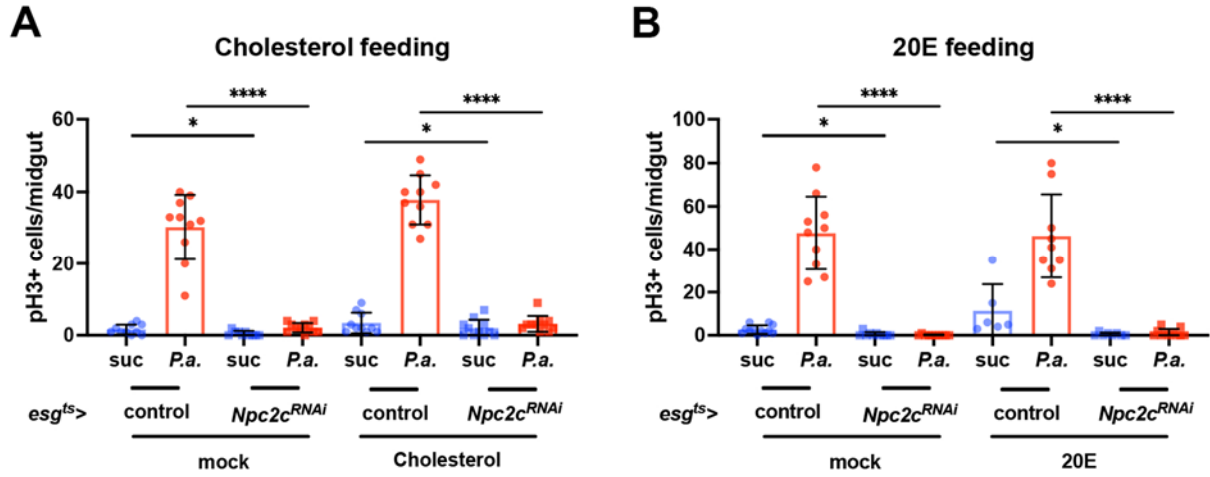 A
Cholesterol feeding
pH3+ cells/midgut
60
40
20
0
****
*
****
*
suc P.a. suc P.a. suc P.a. suc P.a.
esgts> control Npc2cRNAi control Npc2cRNAi
mock Cholesterol
B
20E feeding
pH3+ cells/midgut
100
80
60
40
20
0
****
*
****
*
suc P.a. suc P.a. suc P.a. suc P.a.
esgts> control Npc2cRNAi control Npc2cRNAi
mock 20E